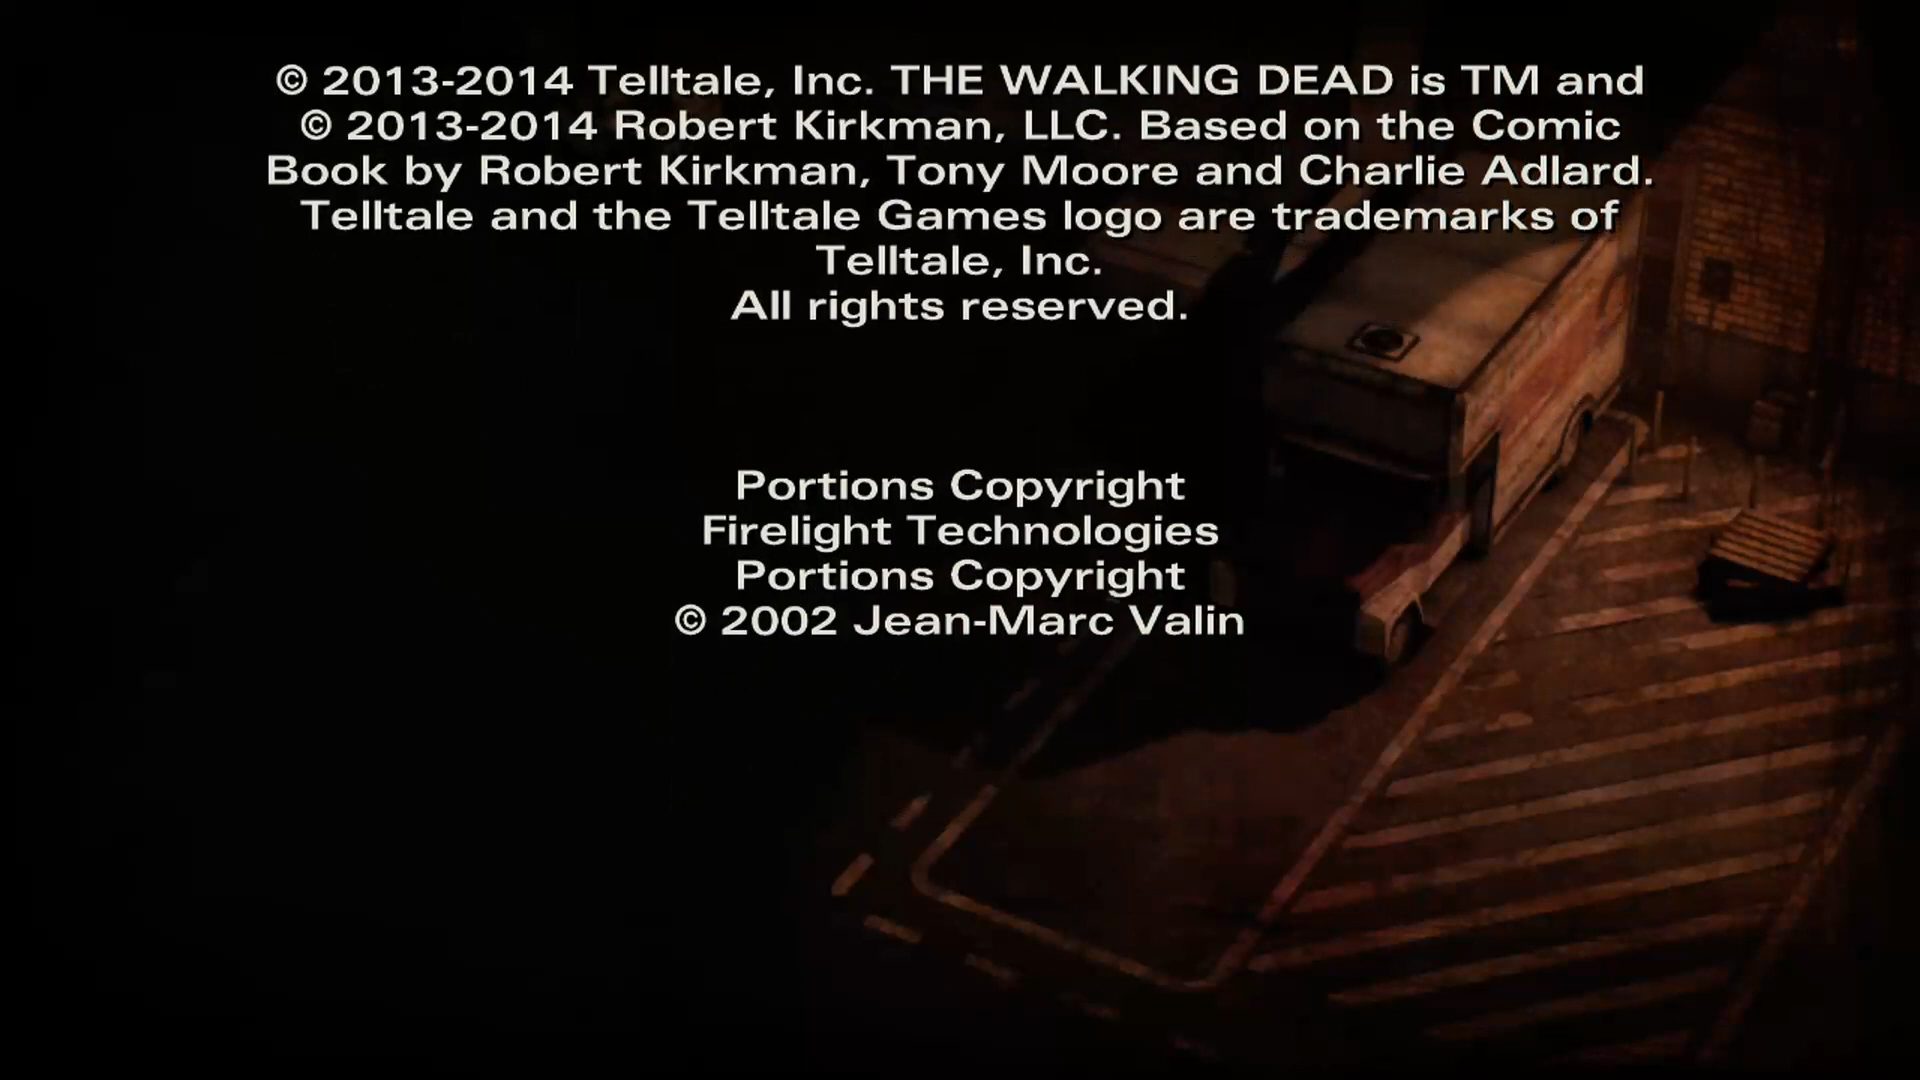 © 2013-2014 Telltale, Inc. THE WALKING DEAD is TM and
© 2013-2014 Robert Kirkman, LLC. Based on the Comic
Book by Robert Kirkman, Tony Moore and Charlie Adlard.
Telltale and the Telltale Games logo are trademarks of
Telltale, Inc.
All rights reserved.
Portions Copyright
Firelight Technologies
Portions Copyright
© 2002 Jean-Marc Valin